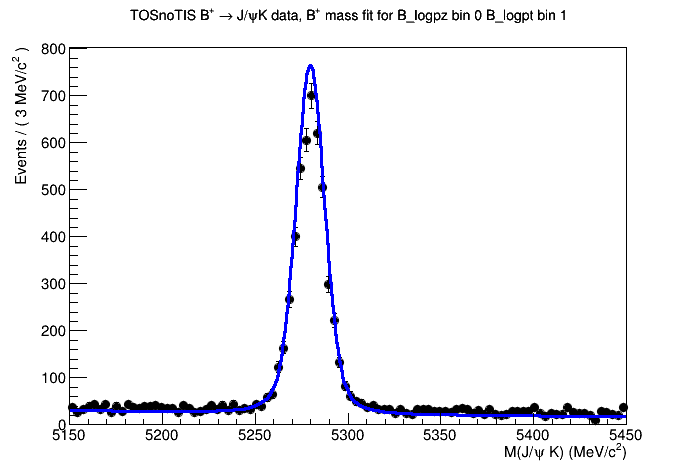 TOSnoTIS B⁺ → J/ψK data, B⁺ mass fit for B_logpz bin 0 B_logpt bin 1
Events / ( 3 MeV/c² )
800
700
600
500
400
300
200
100
0
5150 5200 5250 5300 5350 5400 5450
M(J/ψ K) (MeV/c²)